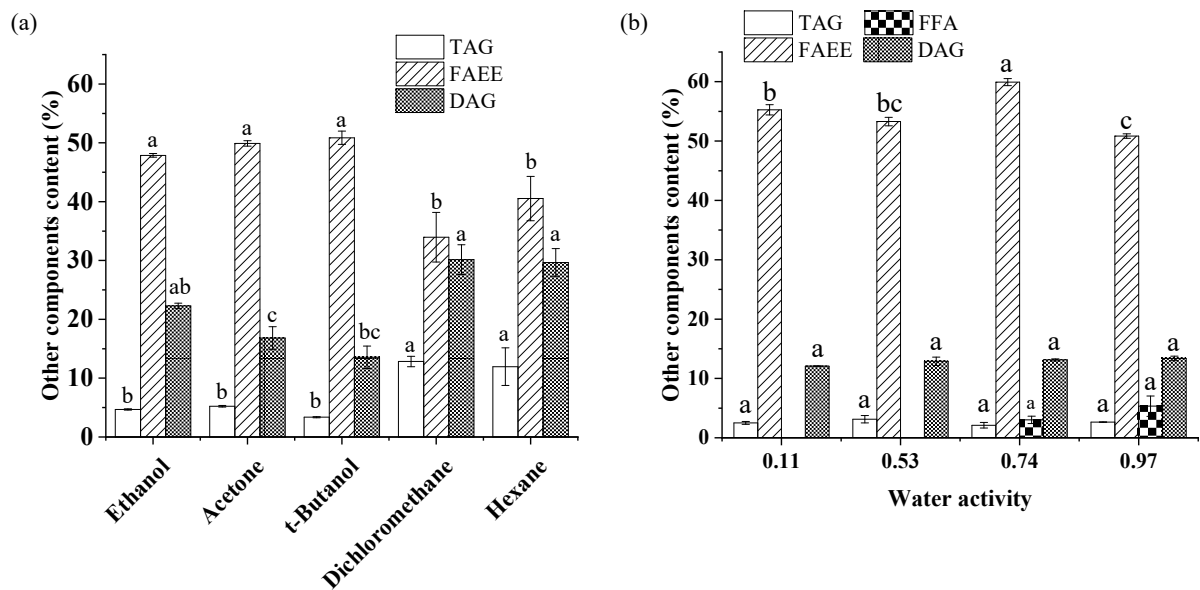 (a)
TAG
FAEE
DAG
Other components content (%)
60
50
40
30
20
10
0
b a ab
b a c
b a bc
a b a
a b a
Ethanol
Acetone
t-Butanol
Dichloromethane
Hexane
(b)
TAG FFA
FAEE DAG
Other components content (%)
60
50
40
30
20
10
0
a b a
a bc a
a a a a
a c a a
0.11 0.53 0.74 0.97
Water activity